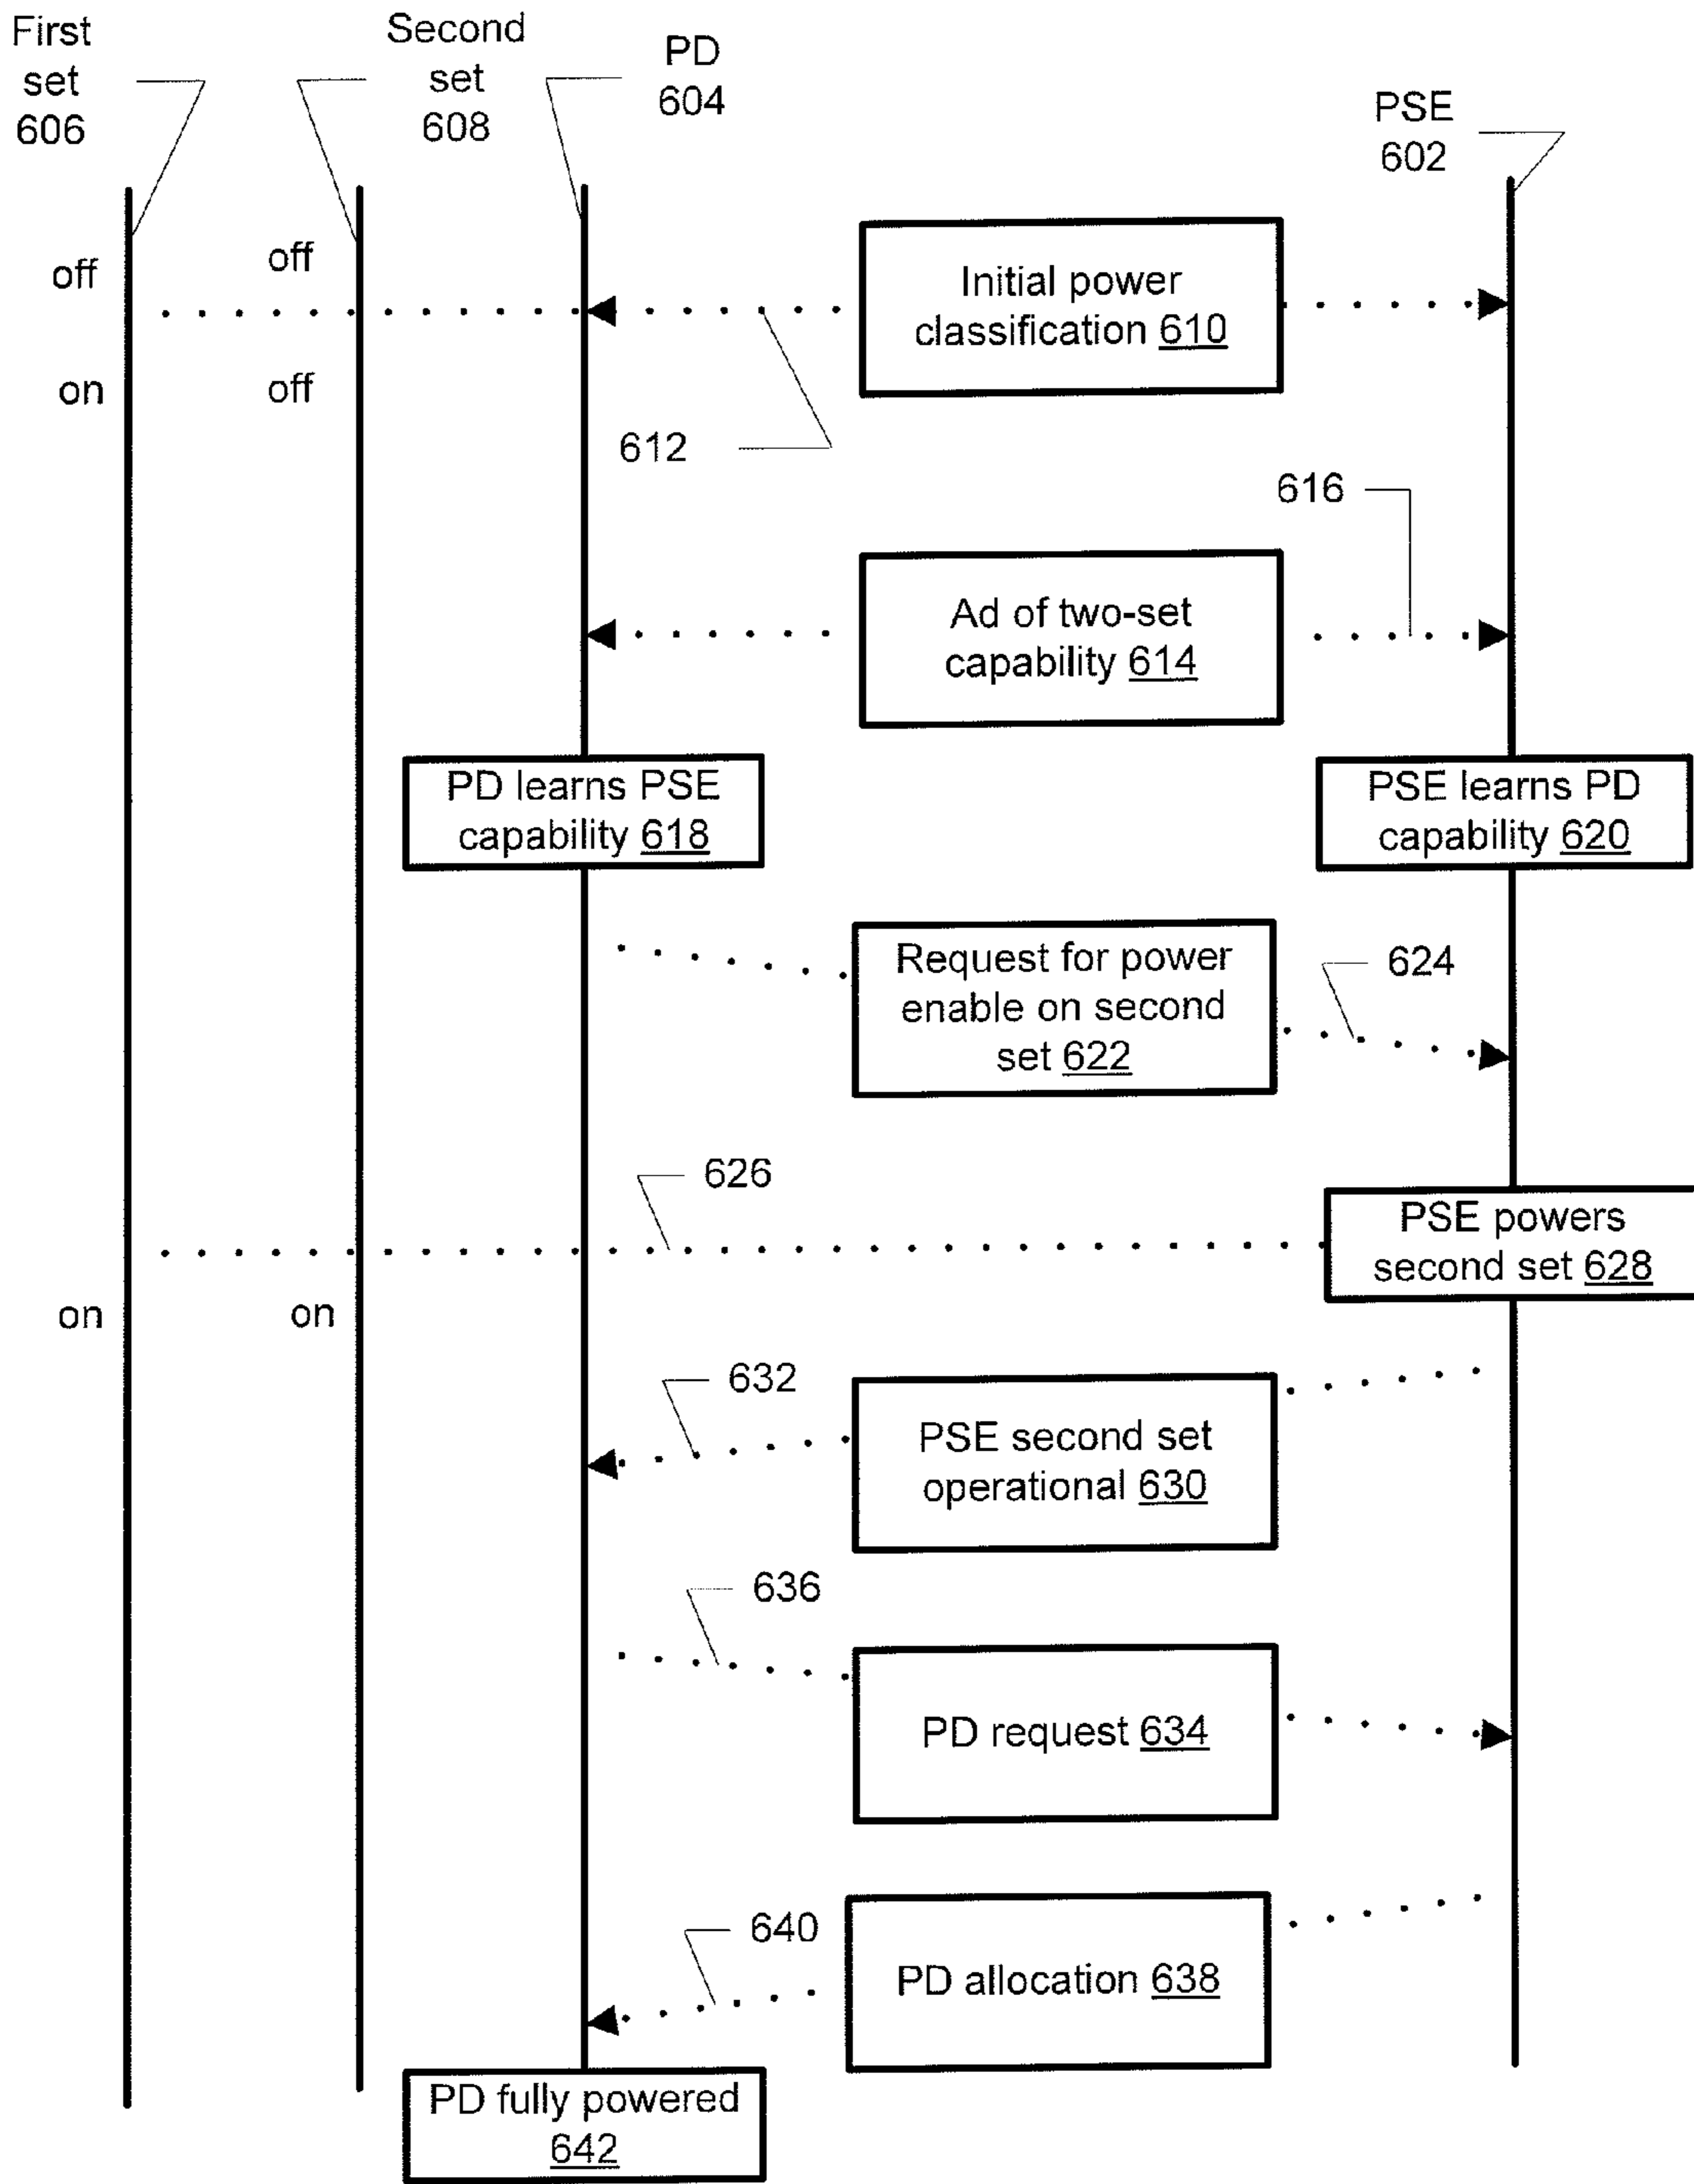 First
set
606
Second
set
608
PD
604
PSE
602
off
off
Initial power
classification 610
on
off
612
616
Ad of two-set
capability 614
PD learns PSE
capability 618
PSE learns PD
capability 620
Request for power
enable on second
set 622
624
626
PSE powers
second set 628
on
on
632
PSE second set
operational 630
636
PD request 634
640
PD allocation 638
PD fully powered
642